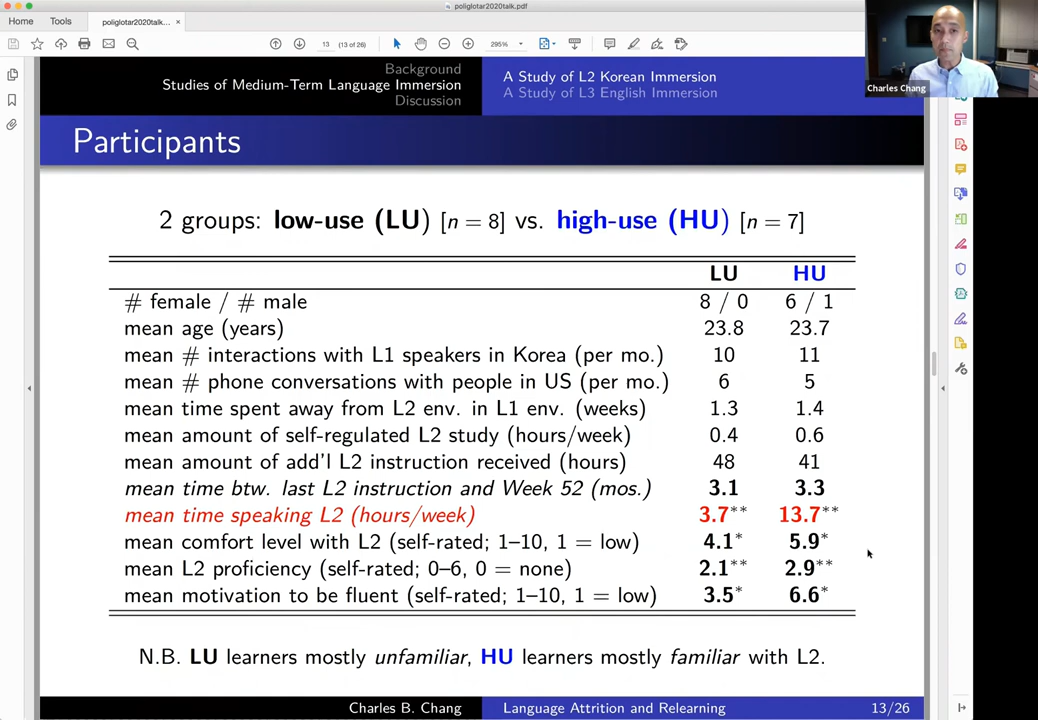 poliglotar2020talk.pdf
Home Tools poliglotar2020talk... ×
13 (13 of 26) 295%
Charles Chang
Background
Studies of Medium-Term Language Immersion
Discussion
A Study of L2 Korean Immersion
A Study of L3 English Immersion
Participants
2 groups: low-use (LU) [n = 8] vs. high-use (HU) [n = 7]
LU HU
# female / # male 8 / 0 6 / 1
mean age (years) 23.8 23.7
mean # interactions with L1 speakers in Korea (per mo.) 10 11
mean # phone conversations with people in US (per mo.) 6 5
mean time spent away from L2 env. in L1 env. (weeks) 1.3 1.4
mean amount of self-regulated L2 study (hours/week) 0.4 0.6
mean amount of add'l L2 instruction received (hours) 48 41
mean time btw. last L2 instruction and Week 52 (mos.) 3.1 3.3
mean time speaking L2 (hours/week) 3.7** 13.7**
mean comfort level with L2 (self-rated; 1–10, 1 = low) 4.1* 5.9*
mean L2 proficiency (self-rated; 0–6, 0 = none) 2.1** 2.9**
mean motivation to be fluent (self-rated; 1–10, 1 = low) 3.5* 6.6*
N.B. LU learners mostly unfamiliar, HU learners mostly familiar with L2.
Charles B. Chang Language Attrition and Relearning 13/26